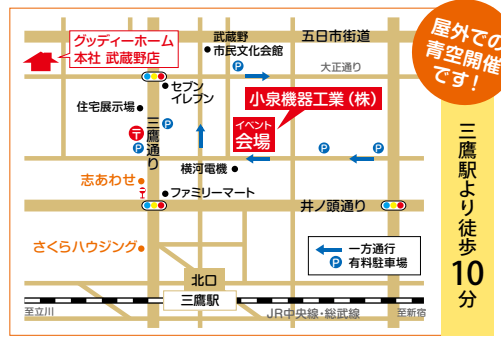 屋外での
青空開催
です！
三鷹駅より徒歩10分
グッディーホーム
本社 武蔵野店
武蔵野
市民文化会館
五日市街道
大正通り
P
セブン
イレブン
小泉機器工業（株）
住宅展示場
三鷹通り
〒
P
P
イベント
会場
P
P
横河電機
志あわせ
〒
ファミリーマート
井ノ頭通り
さくらハウジング
一方通行
P 有料駐車場
北口
三鷹駅
至立川
JR中央線・総武線
至新宿